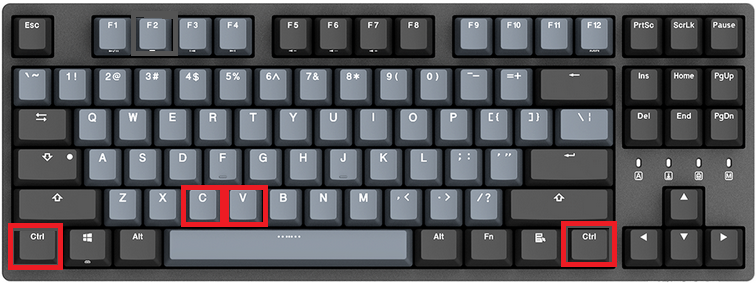 Esc F1 F2 F3 F4 F5 F6 F7 F8 F9 F10 F11 F12 PrtSc ScrLk Pause
\~ 1! 2@ 3# 4$ 5% 6^ 7& 8* 9( 0) -_ =+ ← Ins Home PgUp
Q W E R T Y U I O P [{ ]} \| Del End PgDn
A S D F G H J K L ;: '" A M
Z X C V B N M ,< .> /?
Ctrl Alt Alt Fn Ctrl